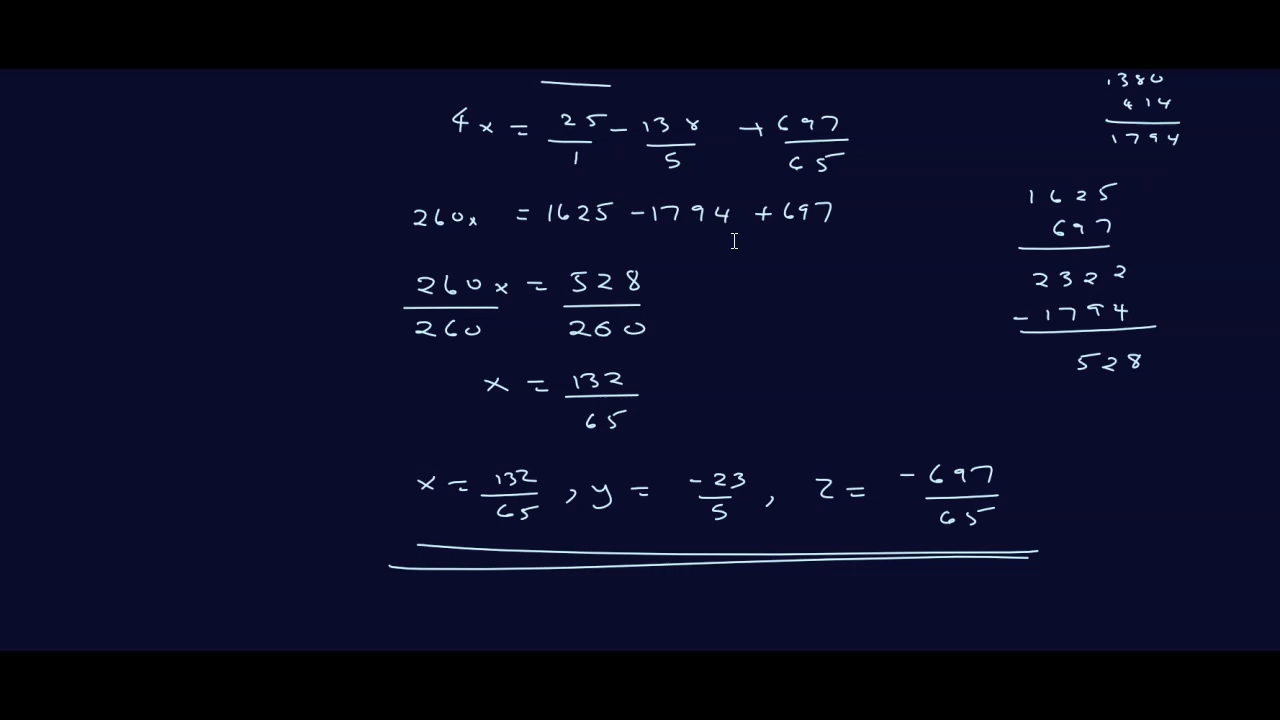 4x = 25/1 - 138/5 + 697/65
260x = 1625 - 1794 + 697
260x/260 = 528/260
x = 132/65
x = 132/65 , y = -23/5 , z = -697/65
1380
414
1794
1625
697
2322
- 1794
528